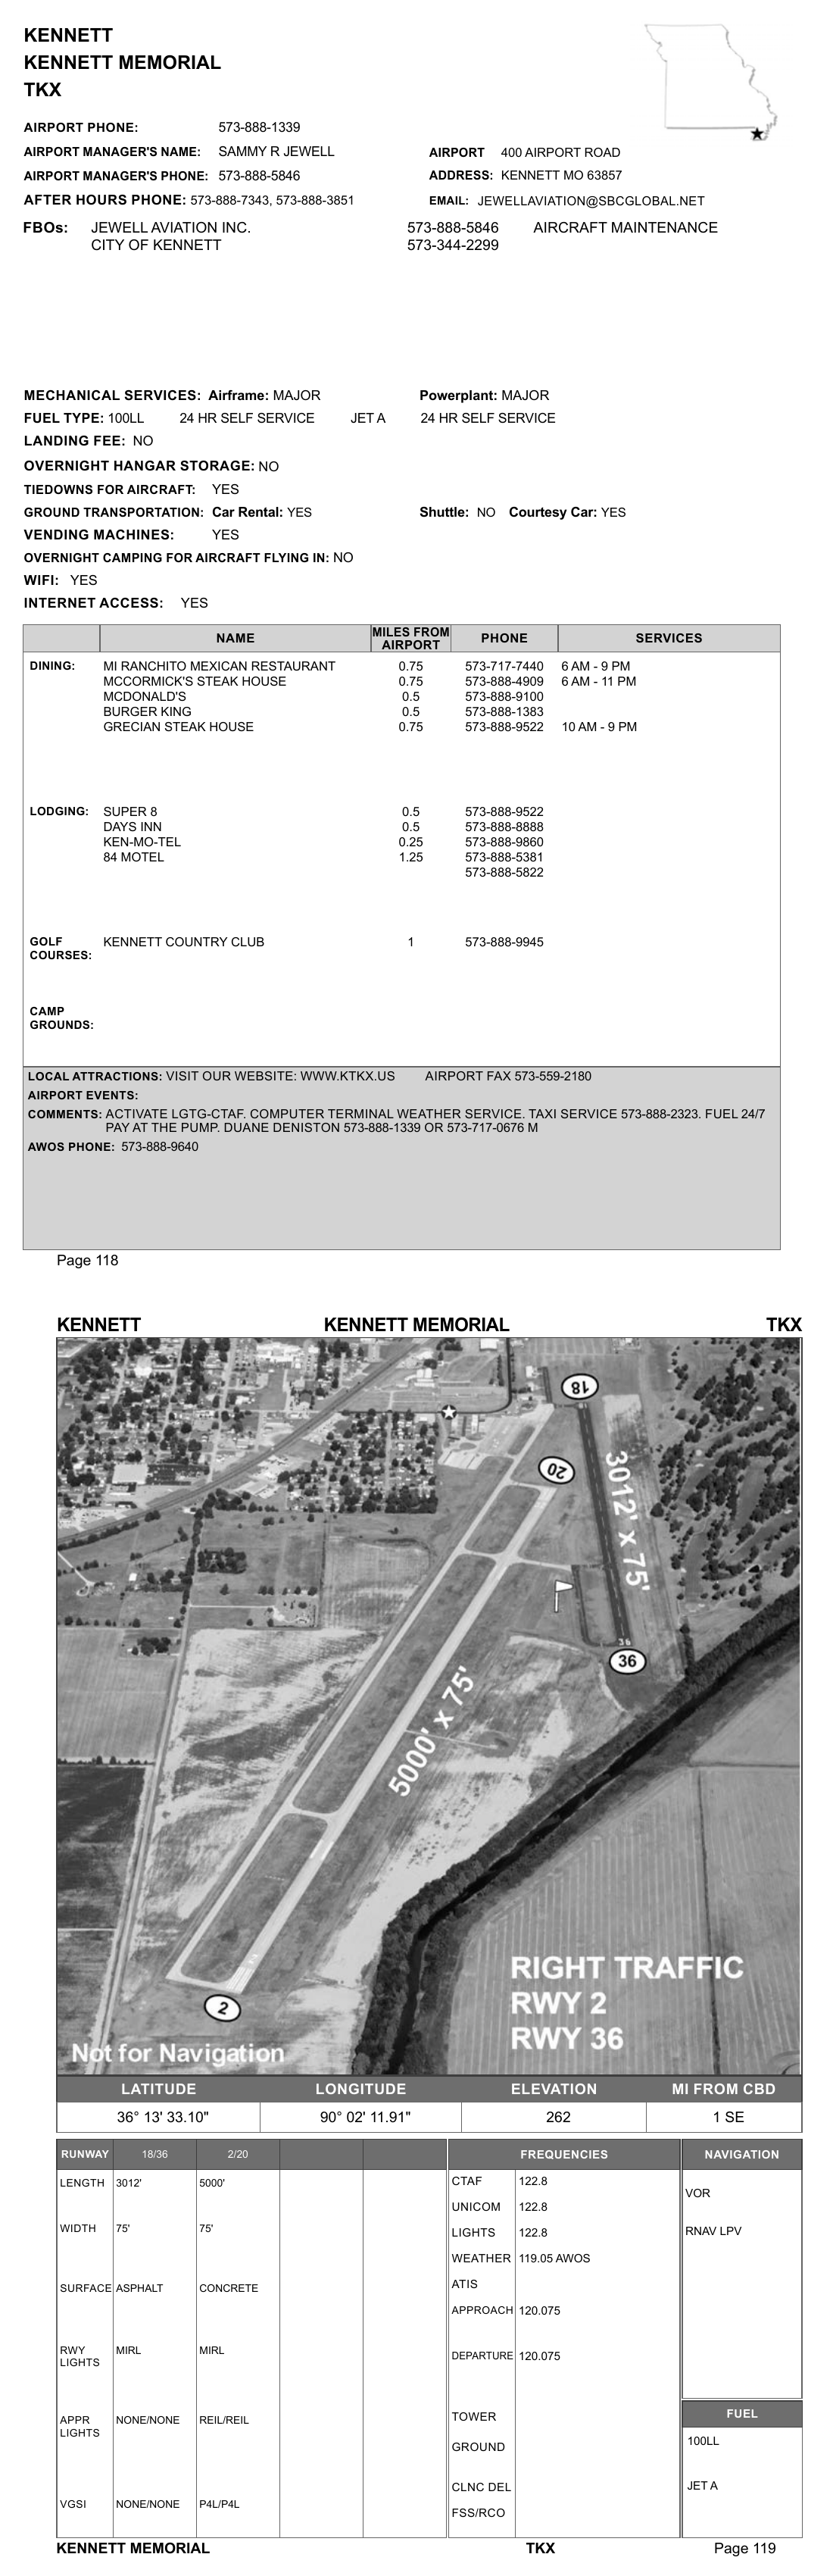 KENNETT
KENNETT MEMORIAL
TKX
AIRPORT PHONE: 573-888-1339
AIRPORT MANAGER'S NAME: SAMMY R JEWELL
AIRPORT 400 AIRPORT ROAD
AIRPORT MANAGER'S PHONE: 573-888-5846
ADDRESS: KENNETT MO 63857
AFTER HOURS PHONE: 573-888-7343, 573-888-3851
EMAIL: JEWELLAVIATION@SBCGLOBAL.NET
FBOs: JEWELL AVIATION INC. 573-888-5846 AIRCRAFT MAINTENANCE
CITY OF KENNETT 573-344-2299
MECHANICAL SERVICES: Airframe: MAJOR Powerplant: MAJOR
FUEL TYPE: 100LL 24 HR SELF SERVICE JET A 24 HR SELF SERVICE
LANDING FEE: NO
OVERNIGHT HANGAR STORAGE: NO
TIEDOWNS FOR AIRCRAFT: YES
GROUND TRANSPORTATION: Car Rental: YES Shuttle: NO Courtesy Car: YES
VENDING MACHINES: YES
OVERNIGHT CAMPING FOR AIRCRAFT FLYING IN: NO
WIFI: YES
INTERNET ACCESS: YES
NAME MILES FROM AIRPORT PHONE SERVICES
DINING: MI RANCHITO MEXICAN RESTAURANT 0.75 573-717-7440 6 AM - 9 PM
MCCORMICK'S STEAK HOUSE 0.75 573-888-4909 6 AM - 11 PM
MCDONALD'S 0.5 573-888-9100
BURGER KING 0.5 573-888-1383
GRECIAN STEAK HOUSE 0.75 573-888-9522 10 AM - 9 PM
LODGING: SUPER 8 0.5 573-888-9522
DAYS INN 0.5 573-888-8888
KEN-MO-TEL 0.25 573-888-9860
84 MOTEL 1.25 573-888-5381
573-888-5822
GOLF COURSES: KENNETT COUNTRY CLUB 1 573-888-9945
CAMP
GROUNDS:
LOCAL ATTRACTIONS: VISIT OUR WEBSITE: WWW.KTKX.US AIRPORT FAX 573-559-2180
AIRPORT EVENTS:
COMMENTS: ACTIVATE LGTG-CTAF. COMPUTER TERMINAL WEATHER SERVICE. TAXI SERVICE 573-888-2323. FUEL 24/7
PAY AT THE PUMP. DUANE DENISTON 573-888-1339 OR 573-717-0676 M
AWOS PHONE: 573-888-9640
Page 118
KENNETT KENNETT MEMORIAL TKX
18
20
3012' x 75'
36
36
5000' x 75'
2
RIGHT TRAFFIC
RWY 2
RWY 36
Not for Navigation
LATITUDE LONGITUDE ELEVATION MI FROM CBD
36° 13' 33.10" 90° 02' 11.91" 262 1 SE
RUNWAY 18/36 2/20
LENGTH 3012' 5000'
WIDTH 75' 75'
SURFACE ASPHALT CONCRETE
RWY LIGHTS MIRL MIRL
APPR LIGHTS NONE/NONE REIL/REIL
VGSI NONE/NONE P4L/P4L
FREQUENCIES
CTAF 122.8
UNICOM 122.8
LIGHTS 122.8
WEATHER 119.05 AWOS
ATIS
APPROACH 120.075
DEPARTURE 120.075
TOWER
GROUND
CLNC DEL
FSS/RCO
NAVIGATION
VOR
RNAV LPV
FUEL
100LL
JET A
KENNETT MEMORIAL TKX Page 119